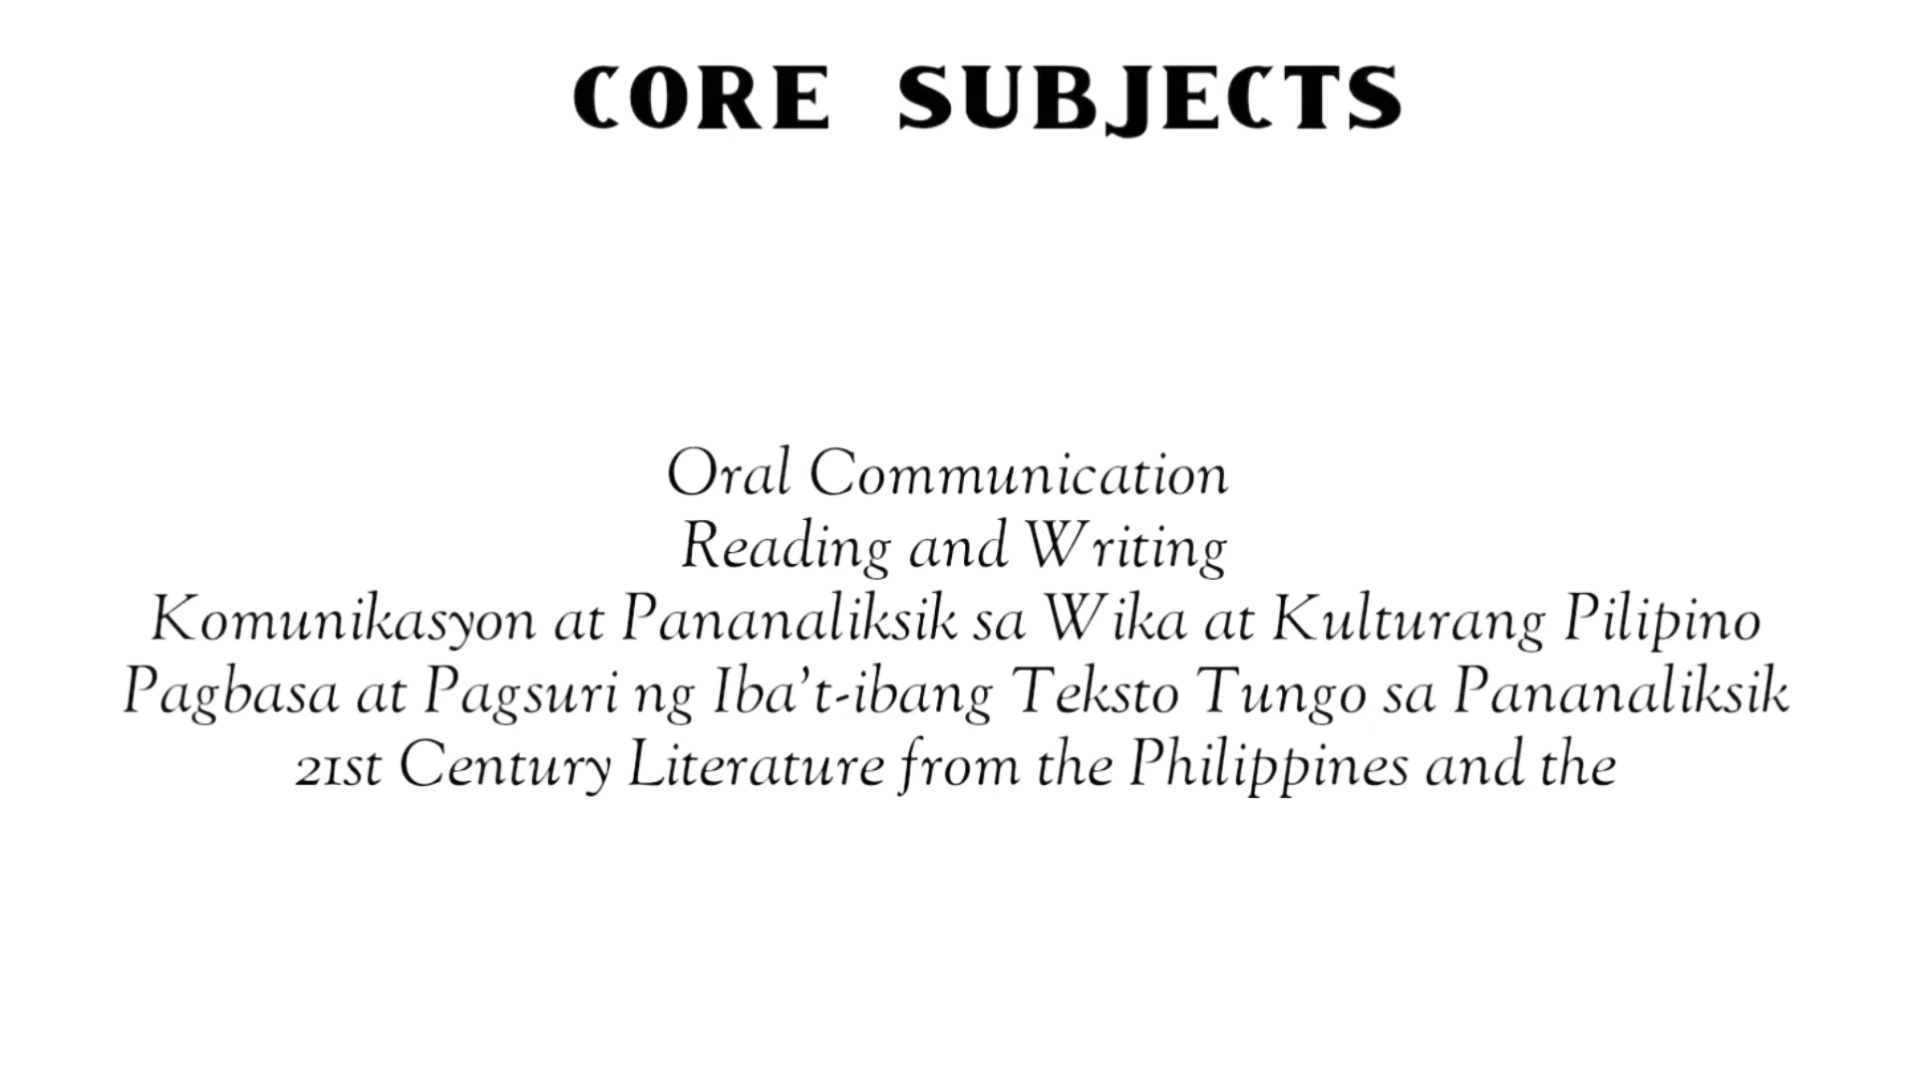 CORE SUBJECTS
Oral Communication
Reading and Writing
Komunikasyon at Pananaliksik sa Wika at Kulturang Pilipino
Pagbasa at Pagsuri ng Iba’t-ibang Teksto Tungo sa Pananaliksik
21st Century Literature from the Philippines and the